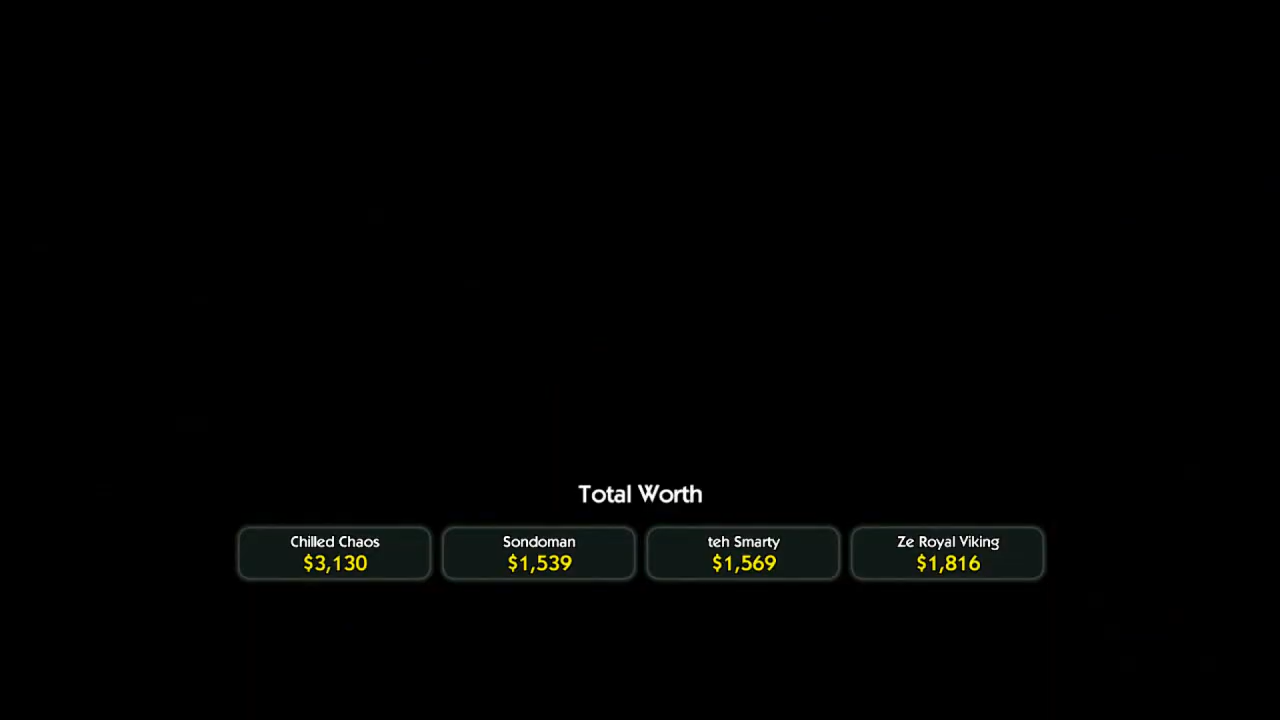 Total Worth
Chilled Chaos
$3,130
Sondoman
$1,539
teh Smarty
$1,569
Ze Royal Viking
$1,816